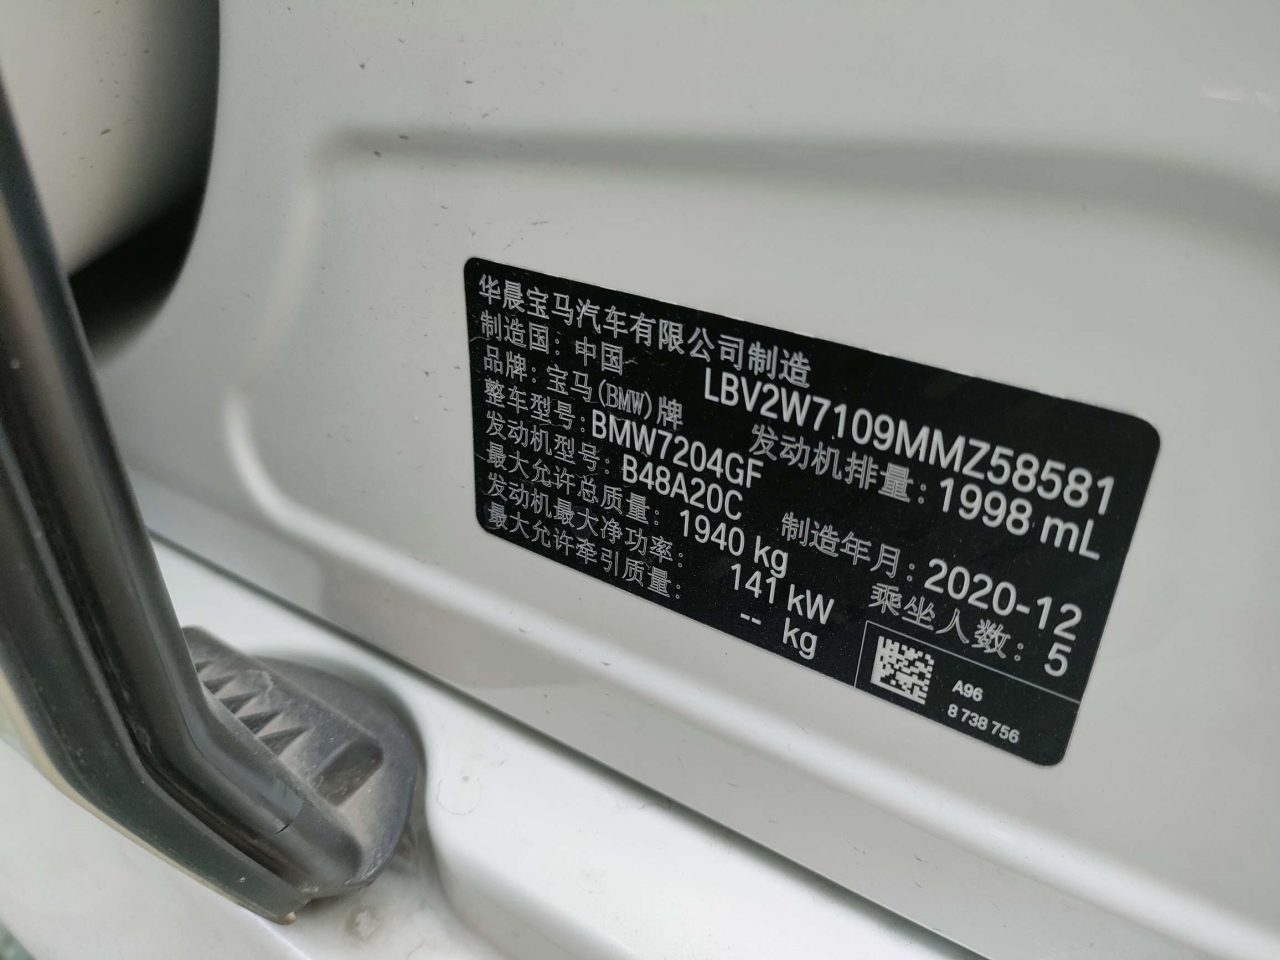 华晨宝马汽车有限公司制造
制造国：中国 LBV2W7109MMZ58581
品牌：宝马(BMW)牌 发动机排量：1998 mL
整车型号：BMW7204GF
发动机型号：B48A20C 制造年月：2020-12
最大允许总质量：1940 kg 乘坐人数：5
发动机最大净功率：141 kW
最大允许牵引质量：-- kg
A96
8 738 756